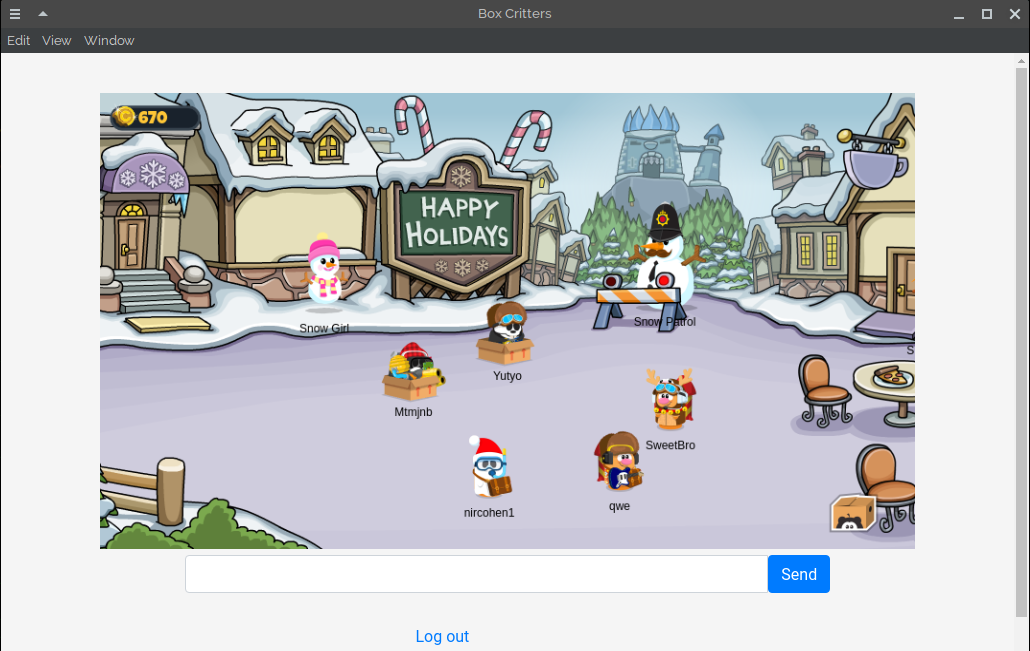 Box Critters
Edit View Window
670
HAPPY
HOLIDAYS
Snow Girl
Snow Patrol
Yutyo
Mtmjnb
SweetBro
qwe
nircohen1
Send
Log out